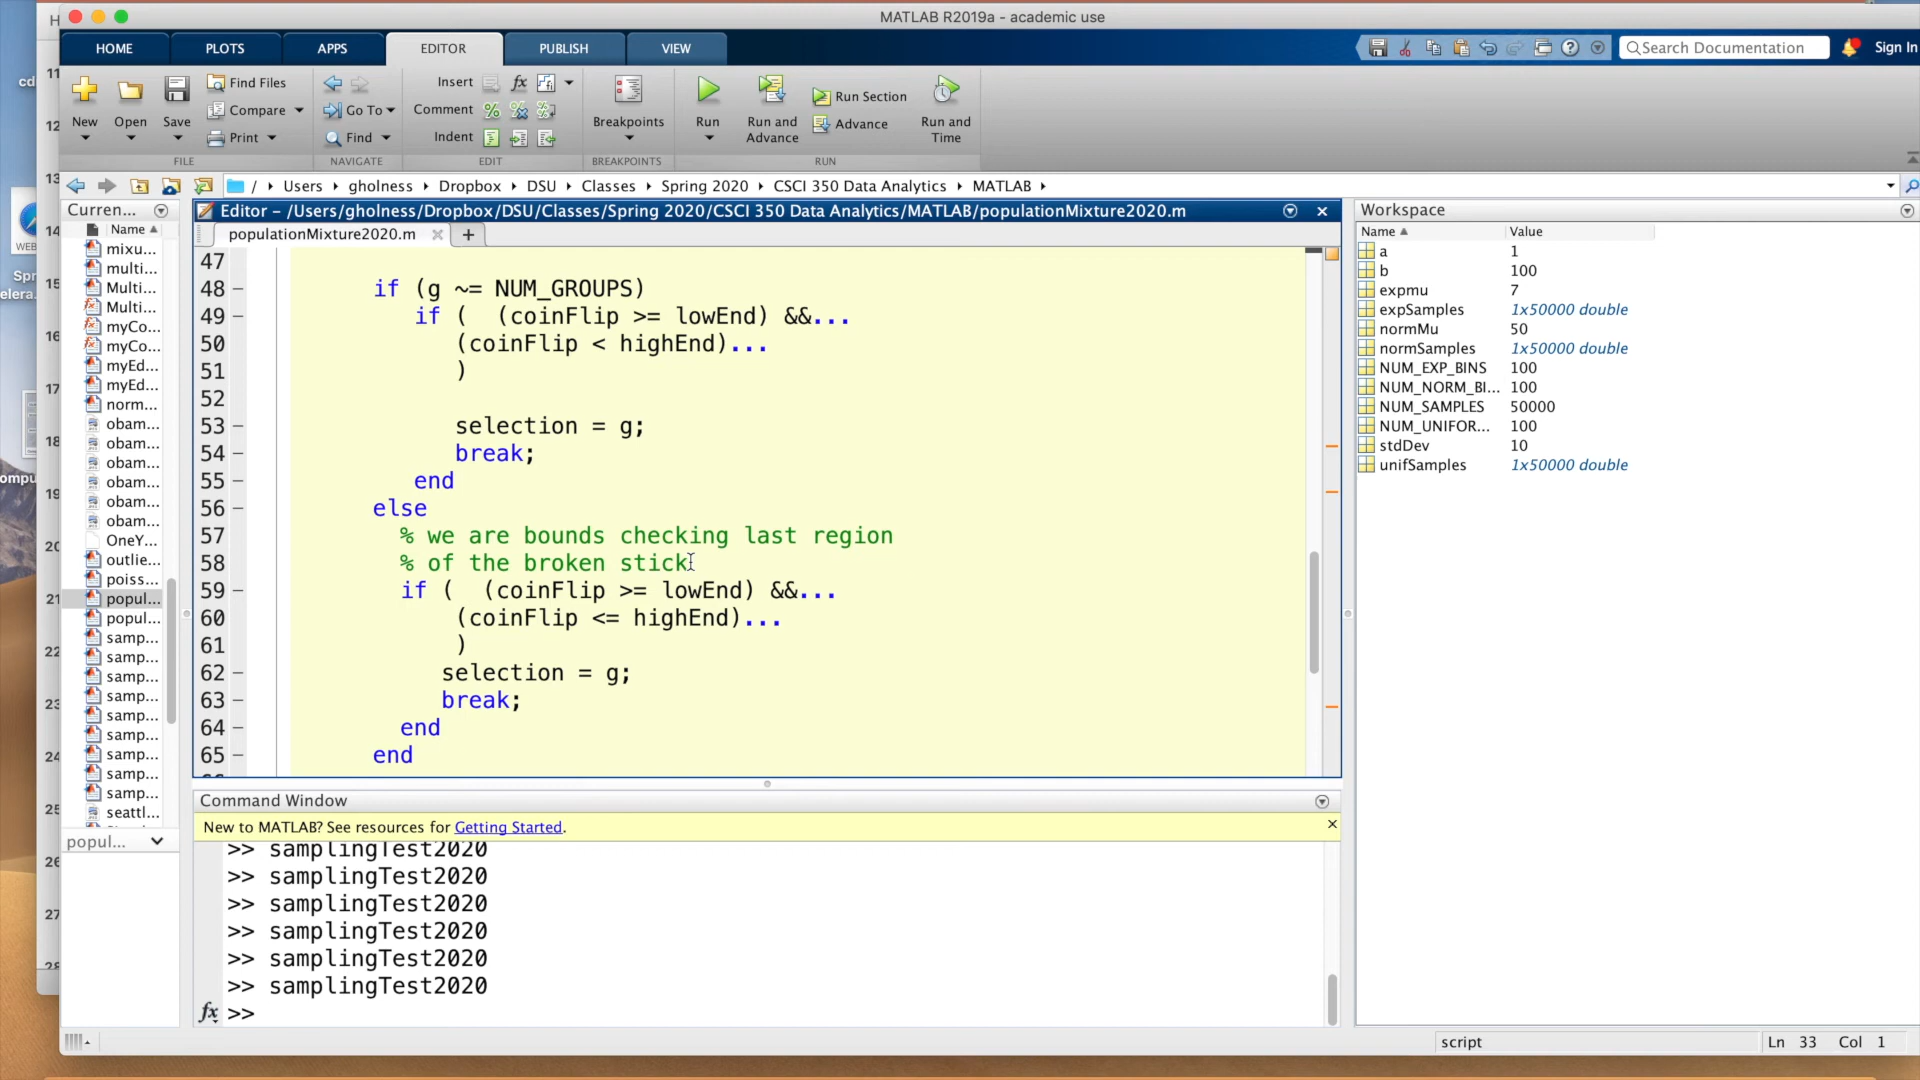 MATLAB R2019a - academic use
HOME PLOTS APPS EDITOR PUBLISH VIEW
Search Documentation
Sign In
New
Open
Save
Find Files
Compare
Print
FILE
Go To
Find
NAVIGATE
Insert
Comment
Indent
EDIT
Breakpoints
BREAKPOINTS
Run
Run and Advance
Run Section
Advance
Run and Time
RUN
/ Users gholness Dropbox DSU Classes Spring 2020 CSCI 350 Data Analytics MATLAB
Curren...
Name
mixu...
multi...
Multi...
Multi...
myCo...
myCo...
myEd...
myEd...
norm...
obam...
obam...
obam...
obam...
obam...
obam...
OneY...
outlie...
poiss...
popul...
popul...
samp...
samp...
samp...
samp...
samp...
samp...
samp...
samp...
samp...
seattl...
popul...
Editor - /Users/gholness/Dropbox/DSU/Classes/Spring 2020/CSCI 350 Data Analytics/MATLAB/populationMixture2020.m
populationMixture2020.m
47
48 – if (g ~= NUM_GROUPS)
49 – if ( (coinFlip >= lowEnd) &&...
50 (coinFlip < highEnd)...
51 )
52
53 – selection = g;
54 – break;
55 – end
56 – else
57 % we are bounds checking last region
58 % of the broken stick
59 – if ( (coinFlip >= lowEnd) &&...
60 (coinFlip <= highEnd)...
61 )
62 – selection = g;
63 – break;
64 – end
65 – end
Command Window
New to MATLAB? See resources for Getting Started.
>> samplingTest2020
>> samplingTest2020
>> samplingTest2020
>> samplingTest2020
>> samplingTest2020
>> samplingTest2020
fx >>
Workspace
Name Value
a 1
b 100
expmu 7
expSamples 1x50000 double
normMu 50
normSamples 1x50000 double
NUM_EXP_BINS 100
NUM_NORM_BI... 100
NUM_SAMPLES 50000
NUM_UNIFOR... 100
stdDev 10
unifSamples 1x50000 double
script
Ln 33 Col 1